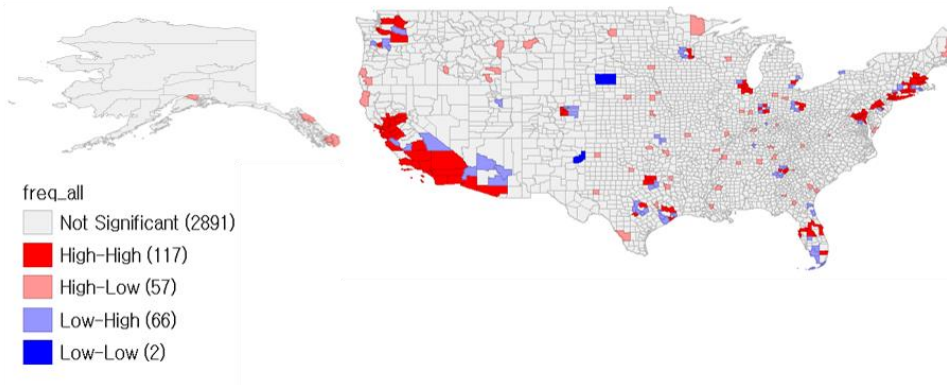 freq_all
Not Significant (2891)
High-High (117)
High-Low (57)
Low-High (66)
Low-Low (2)